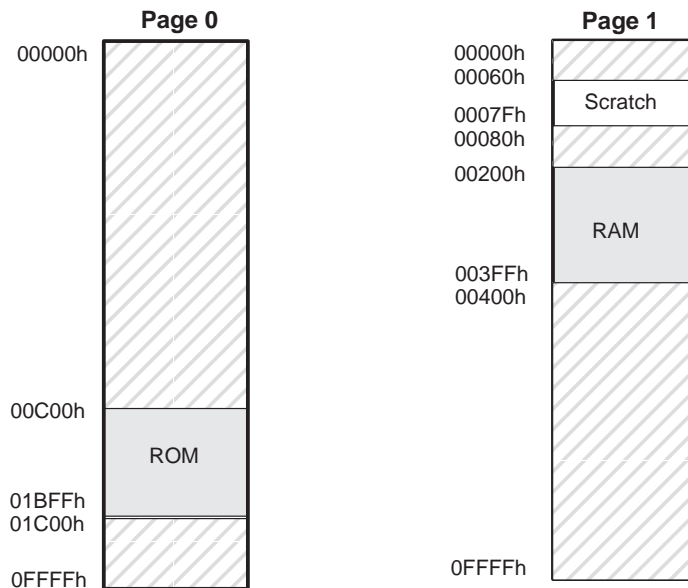 Page 0
00000h
00C00h
ROM
01BFFh
01C00h
0FFFFh
Page 1
00000h
00060h
Scratch
0007Fh
00080h
00200h
RAM
003FFh
00400h
0FFFFh